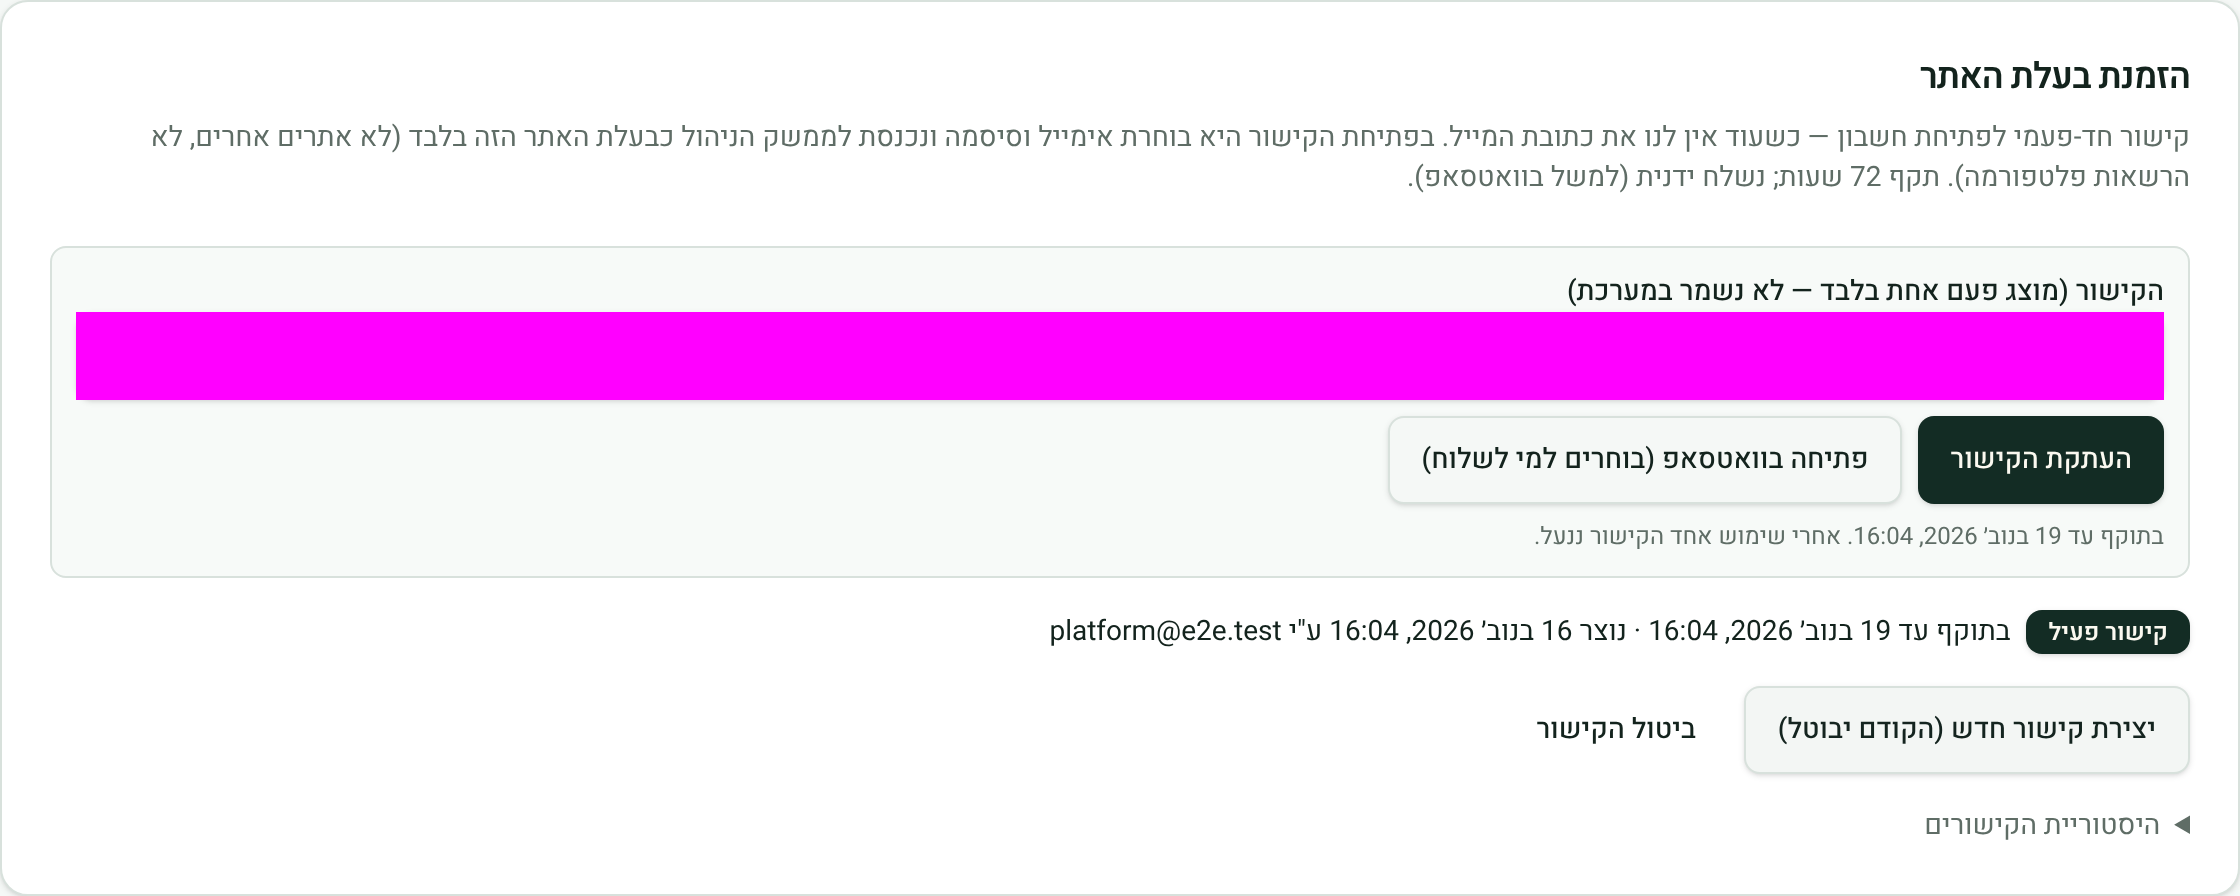 הזמנת בעלת האתר
קישור חד-פעמי לפתיחת חשבון — כשעוד אין לנו את כתובת המייל. בפתיחת הקישור היא בוחרת אימייל וסיסמה ונכנסת לממשק הניהול כבעלת האתר הזה בלבד (לא אתרים אחרים, לא
הרשאות פלטפורמה). תקף 72 שעות; נשלח ידנית (למשל בוואטסאפ).
הקישור (מוצג פעם אחת בלבד — לא נשמר במערכת)
העתקת הקישור
פתיחה בוואטסאפ (בוחרים למי לשלוח)
בתוקף עד 19 בנוב׳ 2026, 16:04. אחרי שימוש אחד הקישור ננעל.
קישור פעיל
בתוקף עד 19 בנוב׳ 2026, 16:04 · נוצר 16 בנוב׳ 2026, 16:04 ע"י platform@e2e.test
יצירת קישור חדש (הקודם יבוטל)
ביטול הקישור
היסטוריית הקישורים